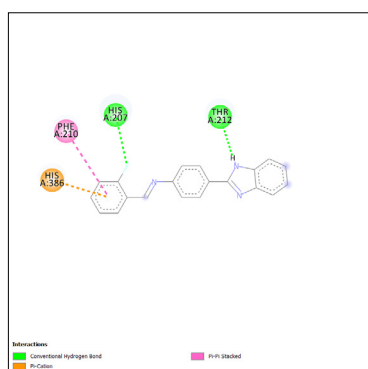 HIS
A:207
THR
A:212
PHE
A:210
HIS
A:386
H
N
N
N
Interactions
Conventional Hydrogen Bond
Pi-Cation
Pi-Pi Stacked